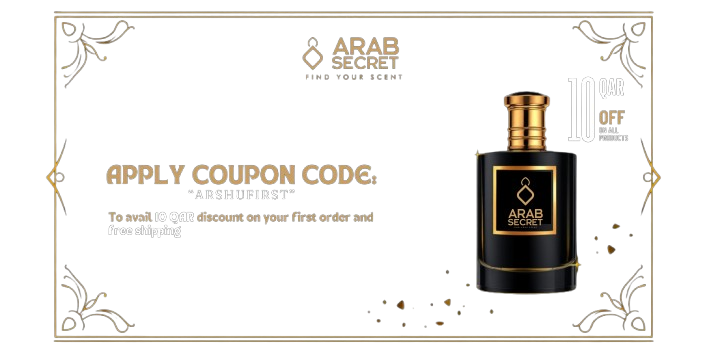 ARAB
SECRET
FIND YOUR SCENT
10 QAR
OFF
ON ALL
PRODUCTS
APPLY COUPON CODE:
"ARSHUFIRST"
To avail 10 QAR discount on your first order and
free shipping
ARAB
SECRET